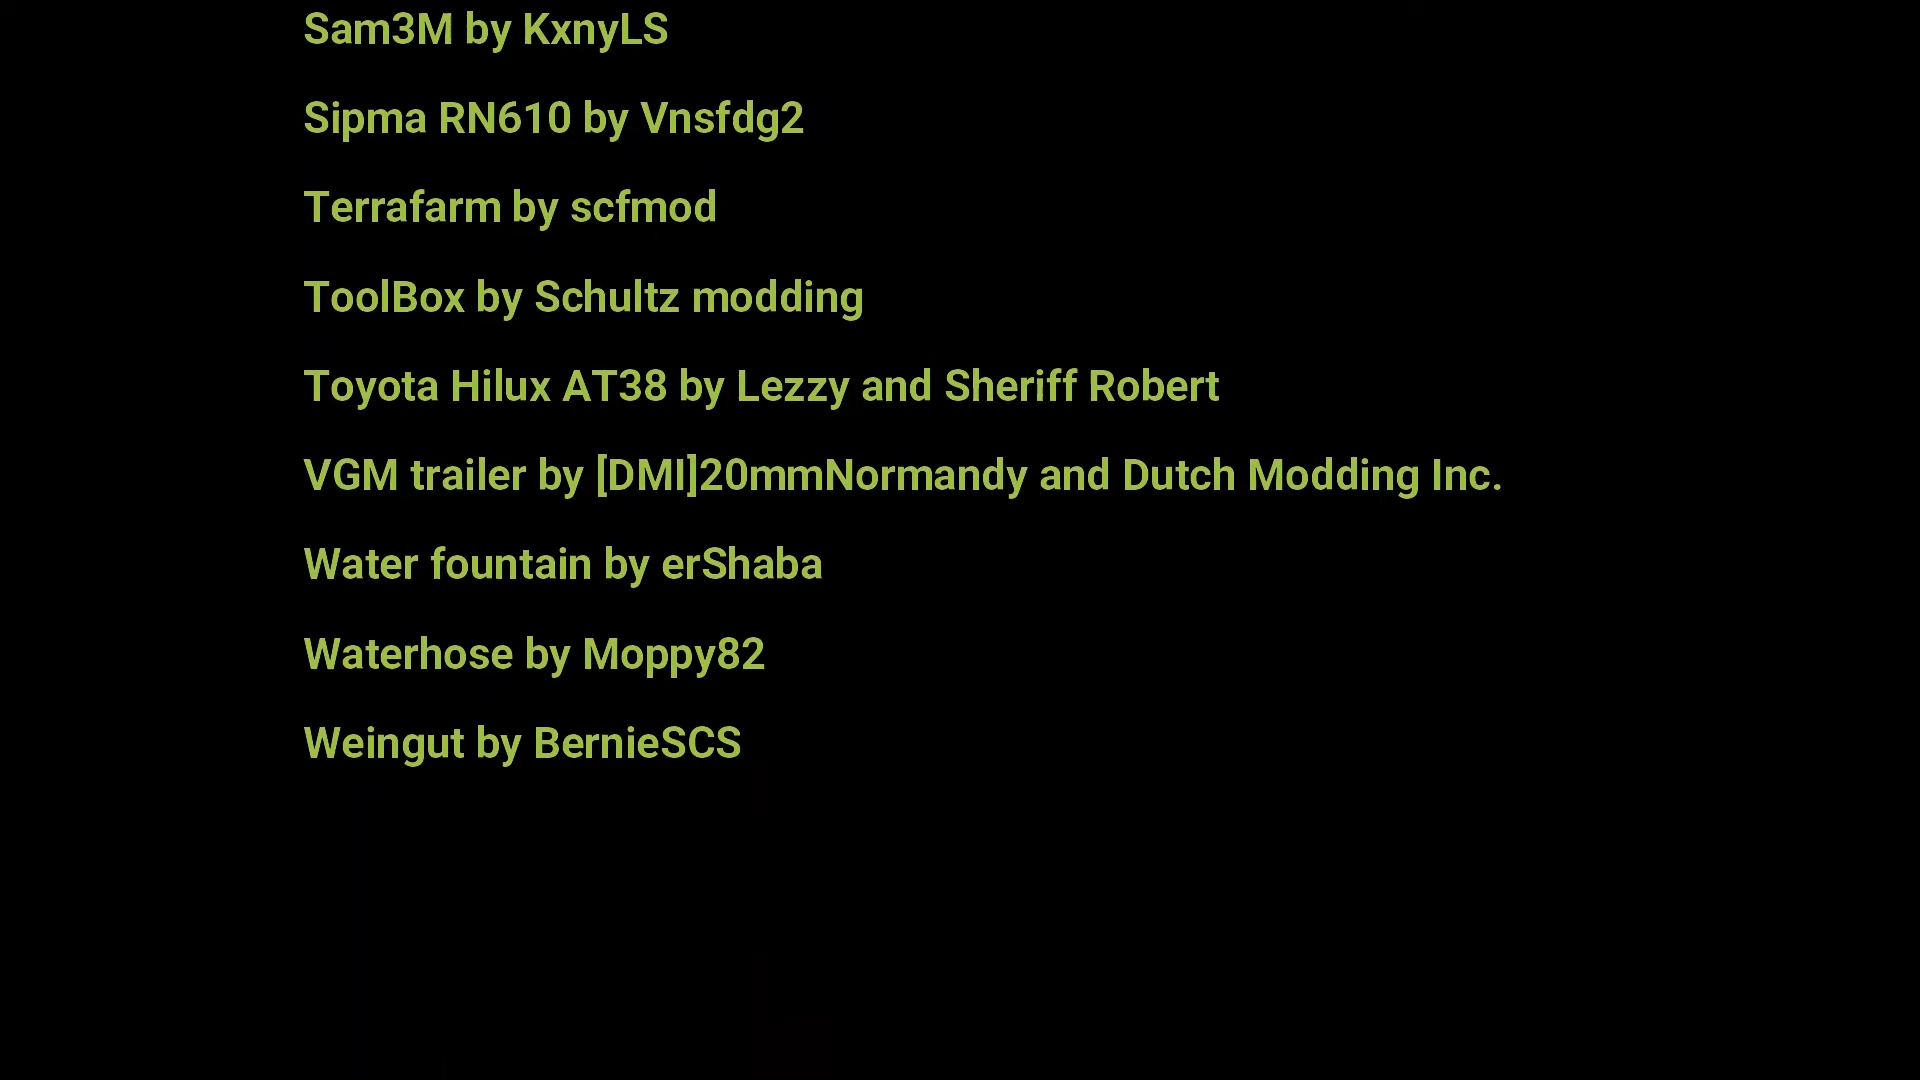 Sam3M by KxnyLS
Sipma RN610 by Vnsfdg2
Terrafarm by scfmod
ToolBox by Schultz modding
Toyota Hilux AT38 by Lezzy and Sheriff Robert
VGM trailer by [DMI]20mmNormandy and Dutch Modding Inc.
Water fountain by erShaba
Waterhose by Moppy82
Weingut by BernieSCS